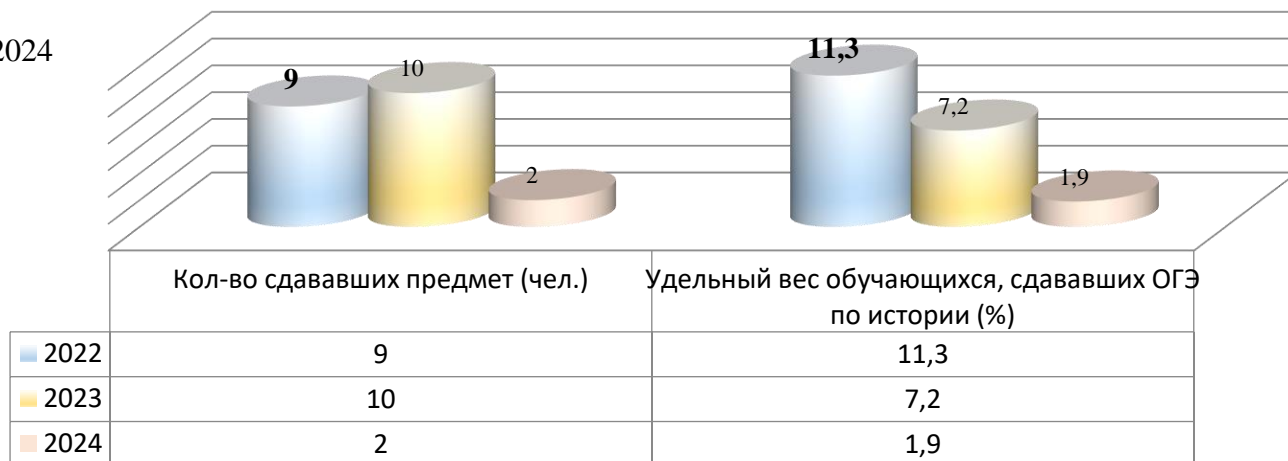 2024
9
10
2
11,3
7,2
1,9
Кол-во сдававших предмет (чел.)
Удельный вес обучающихся, сдававших ОГЭ
по истории (%)
2022 9 11,3
2023 10 7,2
2024 2 1,9